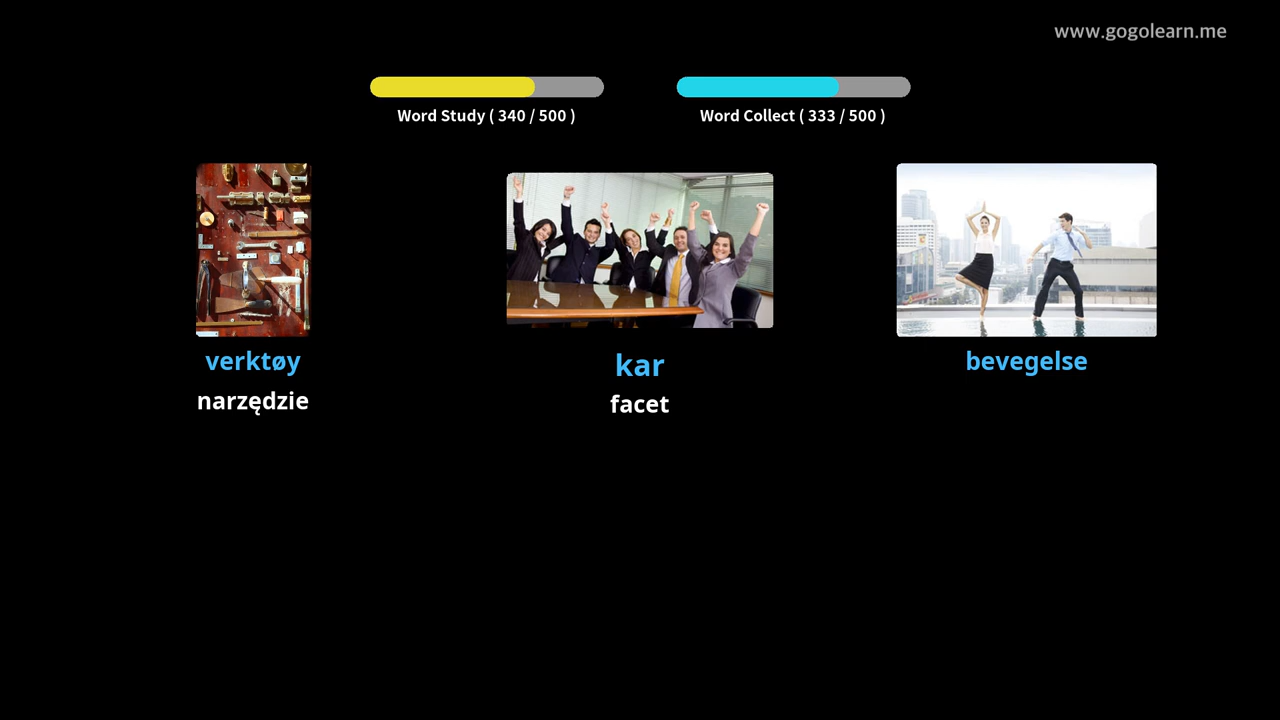 www.gogolearn.me
Word Study ( 340 / 500 )
Word Collect ( 333 / 500 )
verktøy
narzędzie
kar
facet
bevegelse